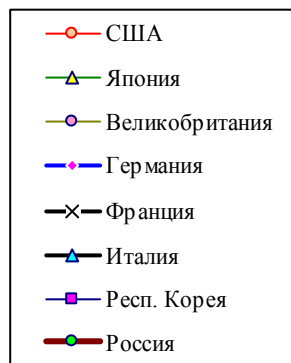 США
Япония
Великобритания
Германия
Франция
Италия
Респ. Корея
Россия